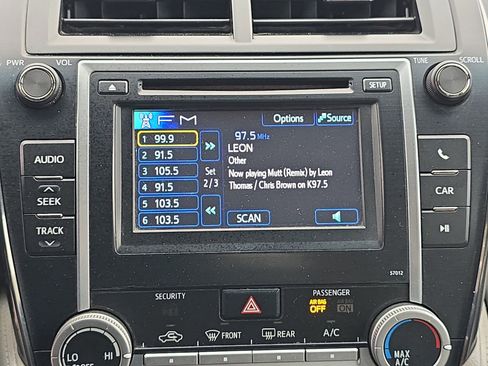 PWR VOL
TUNE SCROLL
SETUP
FM Options Source
1 99.9
2 91.5
3 105.5
4 91.5
5 103.5
6 103.5
Set
2/3
97.5 MHz
LEON
Other
Now playing Mutt (Remix) by Leon
Thomas / Chris Brown on K97.5
SCAN
AUDIO
SEEK
TRACK
CAR
57012
SECURITY
PASSENGER
AIR BAG
OFF
AIR BAG
ON
FRONT
REAR
A/C
LO HI
OFF
MAX
A/C